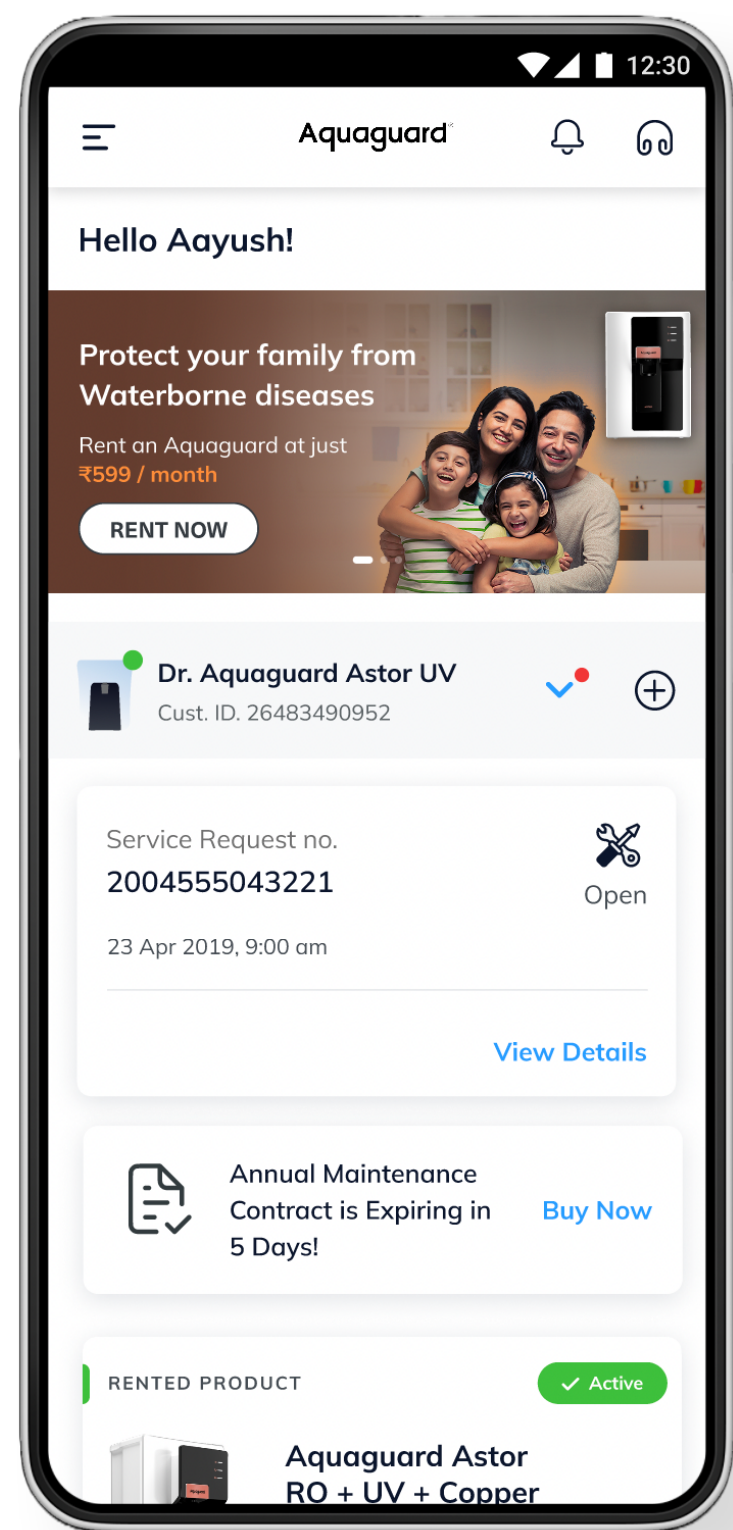 12:30
Aquaguard
Hello Aayush!
Protect your family from
Waterborne diseases
Rent an Aquaguard at just
₹599 / month
RENT NOW
Dr. Aquaguard Astor UV
Cust. ID. 26483490952
Service Request no.
2004555043221
Open
23 Apr 2019, 9:00 am
View Details
Annual Maintenance
Contract is Expiring in
5 Days!
Buy Now
RENTED PRODUCT
Active
Aquaguard Astor
RO + UV + Copper